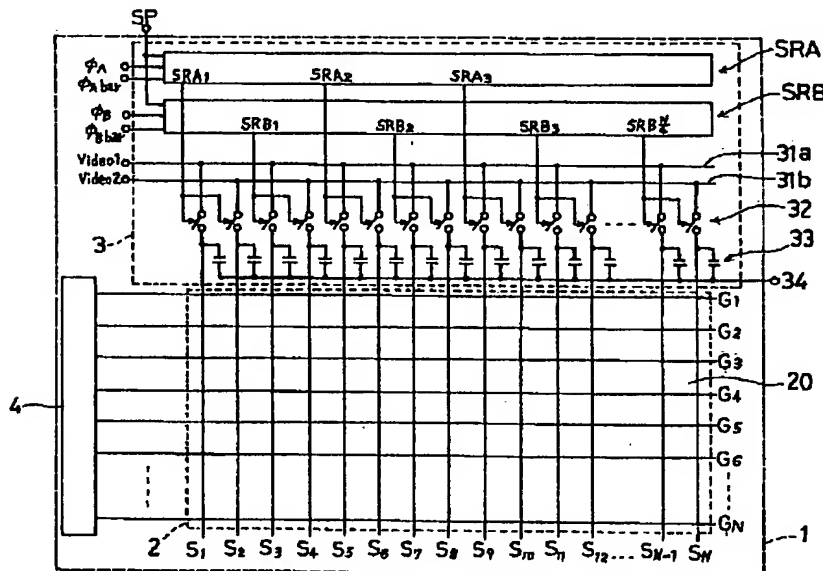 SP
SRA
ϕA
ϕA bar
SRA1 SRA2 SRA3
SRB
ϕB
ϕB bar
SRB1 SRB2 SRB3 SRB N/4
Video1
31a
Video2
31b
32
3
33
34
G1
G2
G3
20
4
G4
G5
G6
GN
2
1
S1 S2 S3 S4 S5 S6 S7 S8 S9 S10 S11 S12 .... SN-1 SN